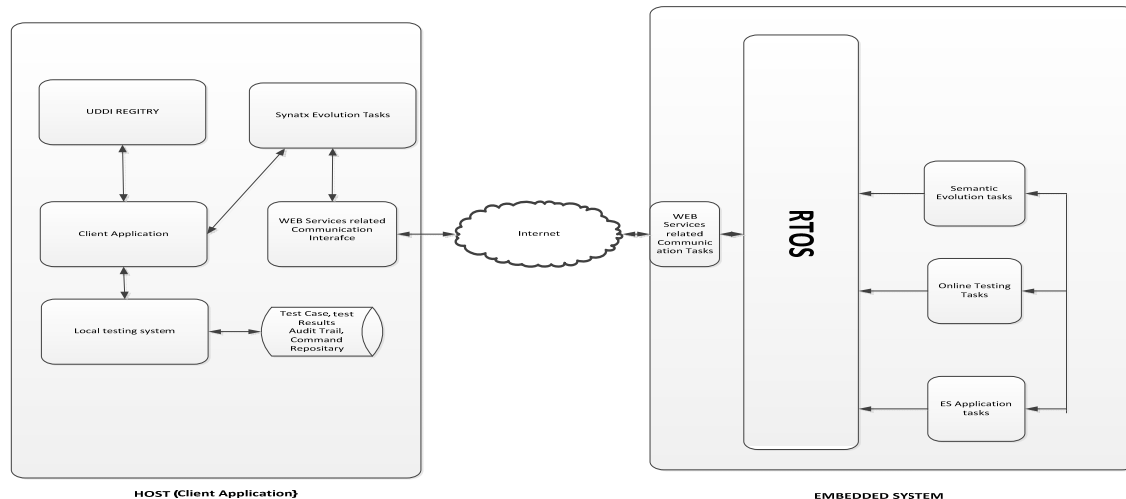 UDDI REGITRY
Synatx Evolution Tasks
Client Application
WEB Services related
Communication
Interafce
Local testing system
Test Case, test
Results
Audit Trail,
Command
Repositary
HOST (Client Application}
Internet
WEB
Services
related
Communic
ation Tasks
RTOS
Semantic
Evolution tasks
Online Testing
Tasks
ES Application
tasks
EMBEDDED SYSTEM